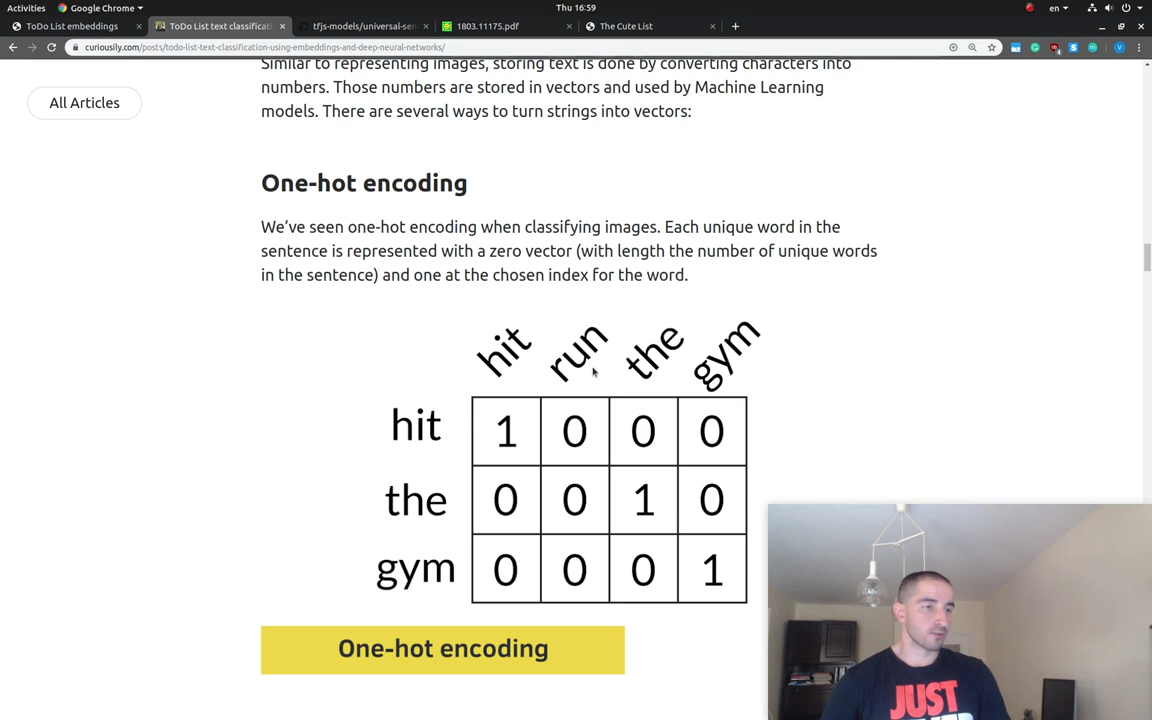 Activities
Google Chrome
Thu 16:59
en
ToDo List embeddings
ToDo List text classificati
tfjs-models/universal-sen
1803.11175.pdf
The Cute List
curiousily.com/posts/todo-list-text-classification-using-embeddings-and-deep-neural-networks/
All Articles
Similar to representing images, storing text is done by converting characters into
numbers. Those numbers are stored in vectors and used by Machine Learning
models. There are several ways to turn strings into vectors:
One-hot encoding
We've seen one-hot encoding when classifying images. Each unique word in the
sentence is represented with a zero vector (with length the number of unique words
in the sentence) and one at the chosen index for the word.
hit run the gym
hit 1 0 0 0
the 0 0 1 0
gym 0 0 0 1
One-hot encoding
JUST